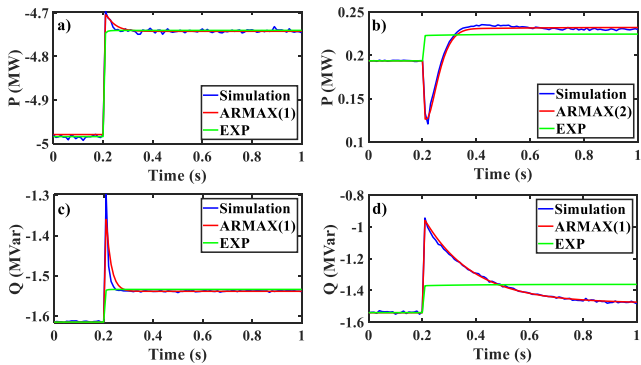 a)
P (MW)
-4.7
-4.8
-4.9
-5
0
0.2
0.4
0.6
0.8
1
Time (s)
Simulation
ARMAX(1)
EXP
b)
P (MW)
0.25
0.2
0.15
0.1
0
0.2
0.4
0.6
0.8
1
Time (s)
Simulation
ARMAX(2)
EXP
c)
Q (MVar)
-1.3
-1.4
-1.5
-1.6
0
0.2
0.4
0.6
0.8
1
Time (s)
Simulation
ARMAX(1)
EXP
d)
Q (MVar)
-0.8
-1
-1.2
-1.4
-1.6
0
0.2
0.4
0.6
0.8
1
Time (s)
Simulation
ARMAX(1)
EXP